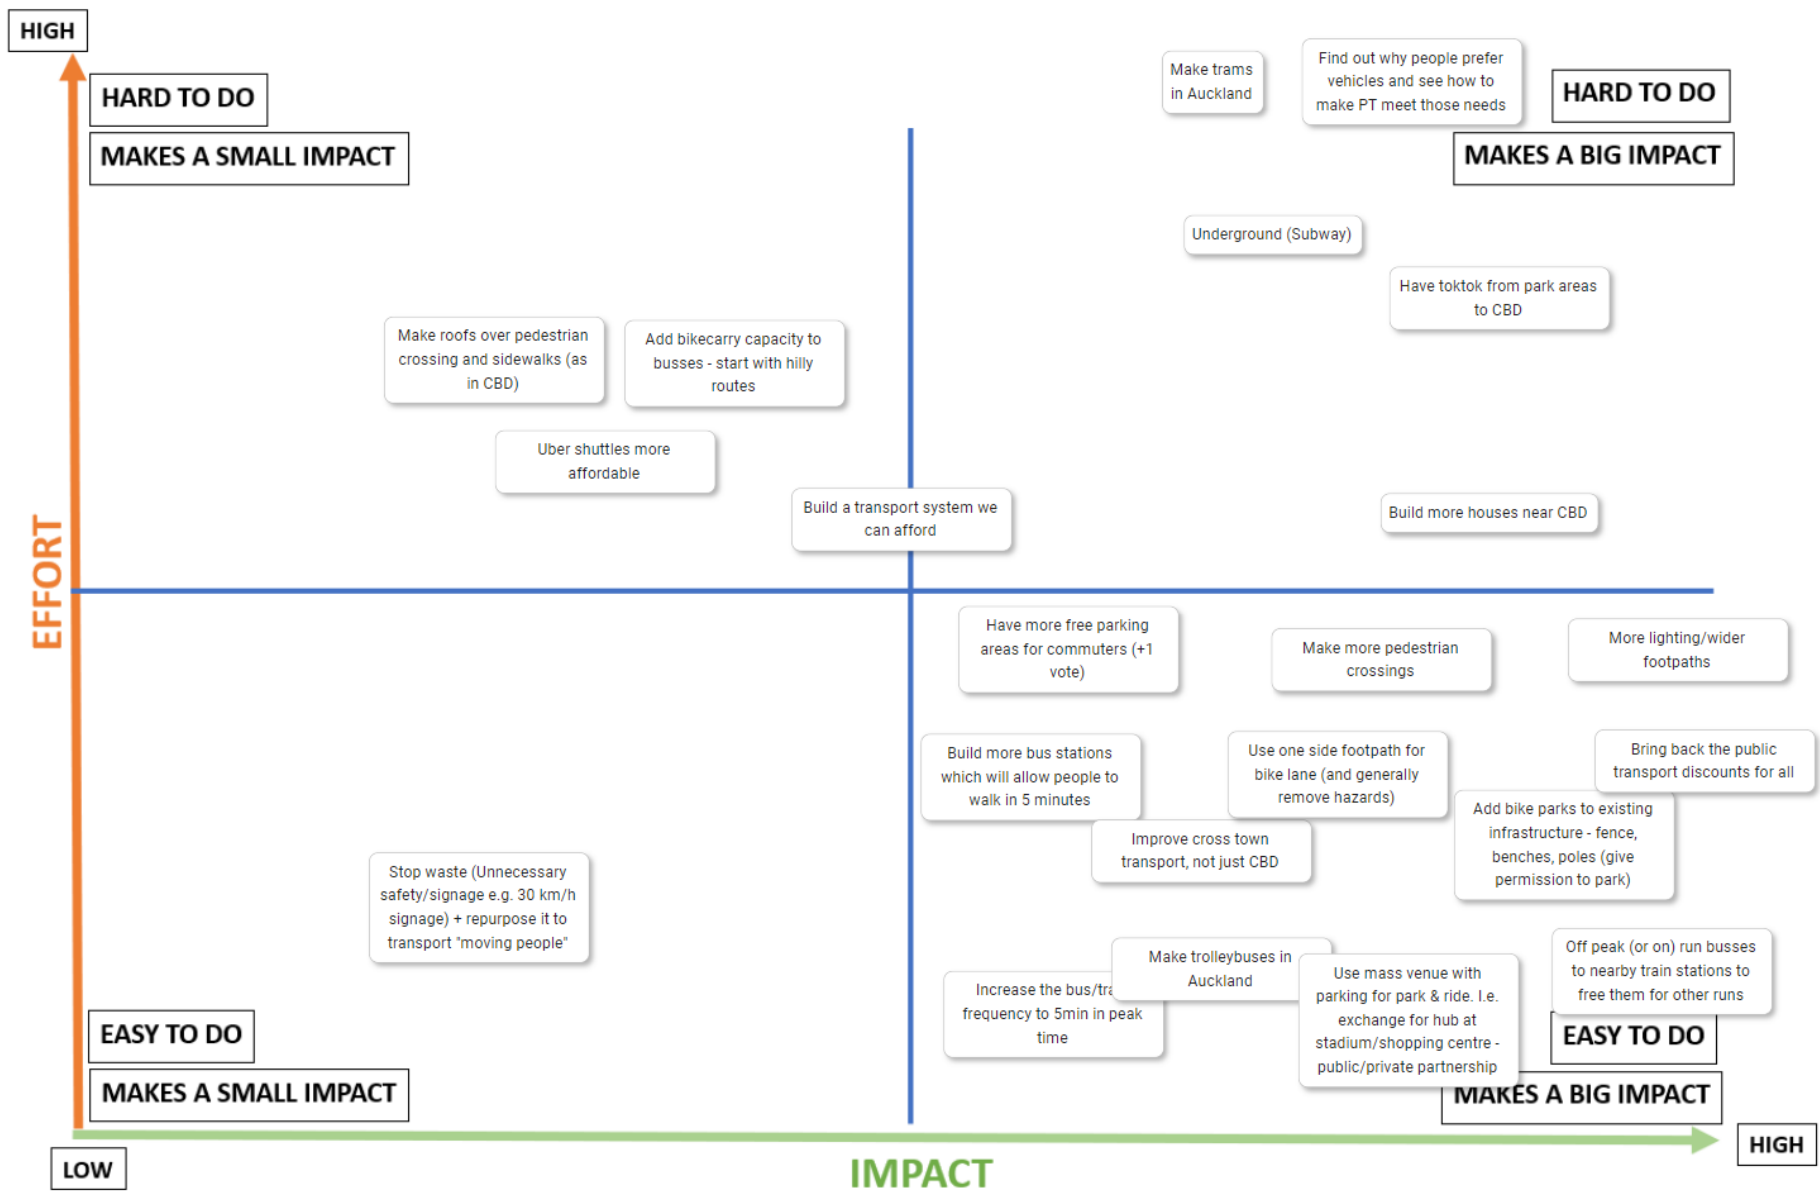 HIGH
HARD TO DO
MAKES A SMALL IMPACT
Make trams
in Auckland
Find out why people prefer
vehicles and see how to
make PT meet those needs
HARD TO DO
MAKES A BIG IMPACT
Underground (Subway)
Have toktok from park areas
to CBD
Make roofs over pedestrian
crossing and sidewalks (as
in CBD)
Add bikecarry capacity to
busses - start with hilly
routes
Uber shuttles more
affordable
Build a transport system we
can afford
Build more houses near CBD
EFFORT
Have more free parking
areas for commuters (+1
vote)
Make more pedestrian
crossings
More lighting/wider
footpaths
Build more bus stations
which will allow people to
walk in 5 minutes
Use one side footpath for
bike lane (and generally
remove hazards)
Bring back the public
transport discounts for all
Add bike parks to existing
infrastructure - fence,
benches, poles (give
permission to park)
Improve cross town
transport, not just CBD
Stop waste (Unnecessary
safety/signage e.g. 30 km/h
signage) + repurpose it to
transport "moving people"
Increase the bus/tra
frequency to 5min in peak
time
Make trolleybuses in
Auckland
Use mass venue with
parking for park & ride. I.e.
exchange for hub at
stadium/shopping centre -
public/private partnership
Off peak (or on) run busses
to nearby train stations to
free them for other runs
EASY TO DO
MAKES A SMALL IMPACT
EASY TO DO
MAKES A BIG IMPACT
LOW
IMPACT
HIGH